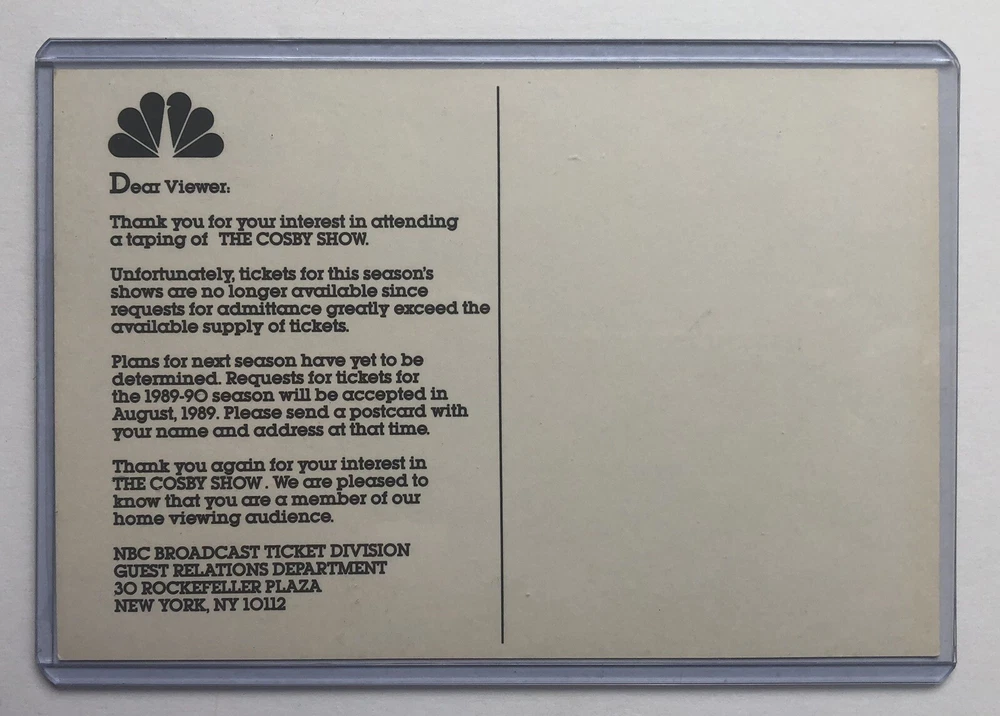 Dear Viewer:
Thank you for your interest in attending
a taping of THE COSBY SHOW.
Unfortunately, tickets for this season's
shows are no longer available since
requests for admittance greatly exceed the
available supply of tickets.
Plans for next season have yet to be
determined. Requests for tickets for
the 1989-90 season will be accepted in
August, 1989. Please send a postcard with
your name and address at that time.
Thank you again for your interest in
THE COSBY SHOW. We are pleased to
know that you are a member of our
home viewing audience.
NBC BROADCAST TICKET DIVISION
GUEST RELATIONS DEPARTMENT
30 ROCKEFELLER PLAZA
NEW YORK, NY 10112